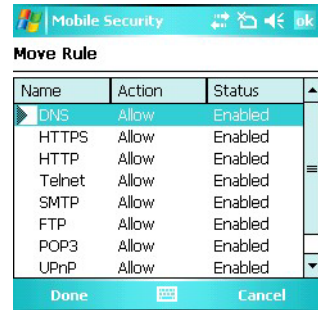 Mobile Security ok
Move Rule
Name Action Status
DNS Allow Enabled
HTTPS Allow Enabled
HTTP Allow Enabled
Telnet Allow Enabled
SMTP Allow Enabled
FTP Allow Enabled
POP3 Allow Enabled
UPnP Allow Enabled
Done Cancel